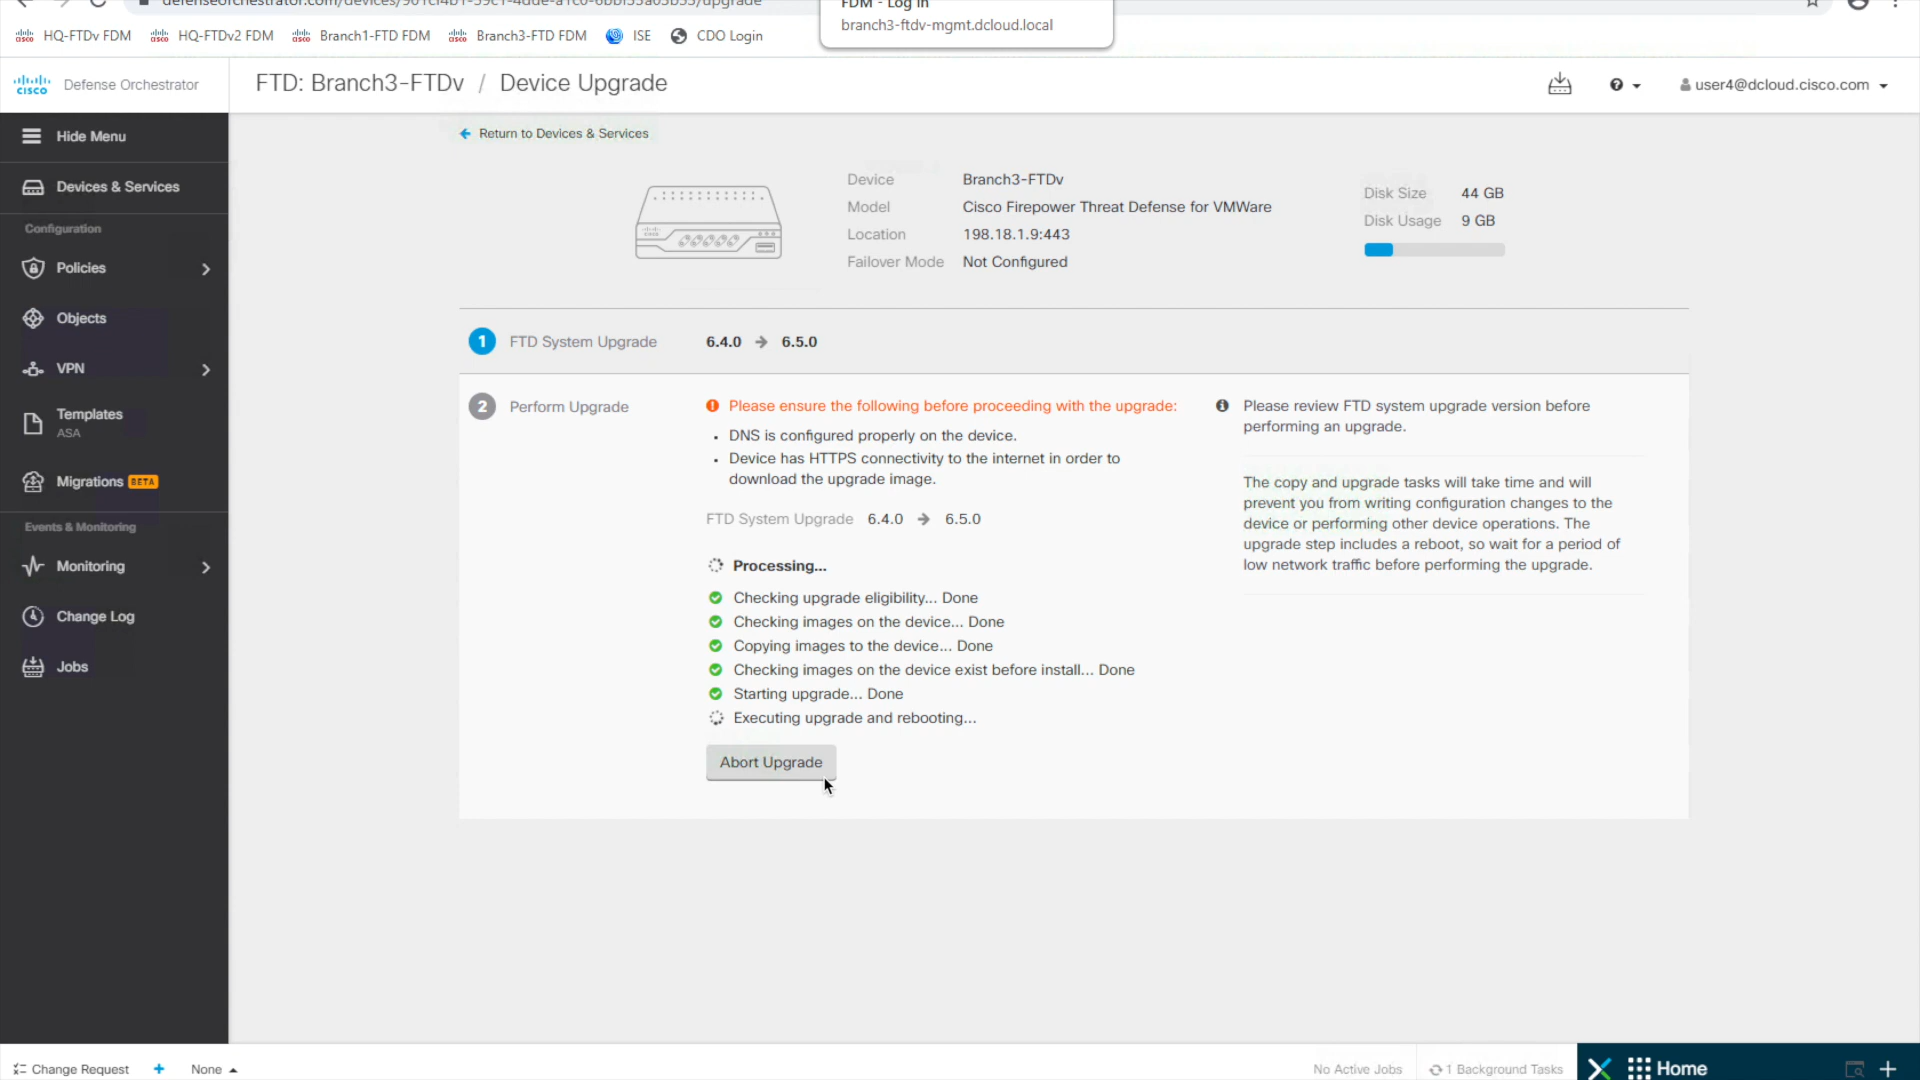 FDM - Log In
branch3-ftdv-mgmt.dcloud.local
HQ-FTDv FDM HQ-FTDv2 FDM Branch1-FTD FDM Branch3-FTD FDM ISE CDO Login
cisco Defense Orchestrator
FTD: Branch3-FTDv / Device Upgrade
user4@dcloud.cisco.com
Hide Menu
Devices & Services
Configuration
Policies
Objects
VPN
Templates
ASA
Migrations BETA
Events & Monitoring
Monitoring
Change Log
Jobs
Return to Devices & Services
Device Branch3-FTDv
Model Cisco Firepower Threat Defense for VMWare
Location 198.18.1.9:443
Failover Mode Not Configured
Disk Size 44 GB
Disk Usage 9 GB
1 FTD System Upgrade 6.4.0 → 6.5.0
2 Perform Upgrade
Please ensure the following before proceeding with the upgrade:
• DNS is configured properly on the device.
• Device has HTTPS connectivity to the internet in order to
download the upgrade image.
FTD System Upgrade 6.4.0 → 6.5.0
Processing...
Checking upgrade eligibility... Done
Checking images on the device... Done
Copying images to the device... Done
Checking images on the device exist before install... Done
Starting upgrade... Done
Executing upgrade and rebooting...
Abort Upgrade
Please review FTD system upgrade version before
performing an upgrade.
The copy and upgrade tasks will take time and will
prevent you from writing configuration changes to the
device or performing other device operations. The
upgrade step includes a reboot, so wait for a period of
low network traffic before performing the upgrade.
Change Request + None
No Active Jobs
1 Background Tasks
Home